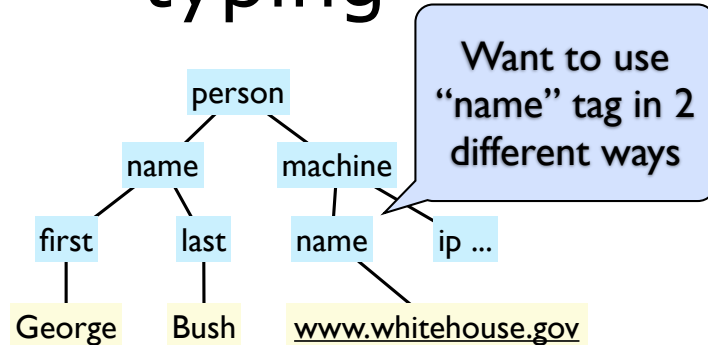 typing
Want to use
“name” tag in 2
different ways
person
name machine
first last name ip ...
George Bush www.whitehouse.gov